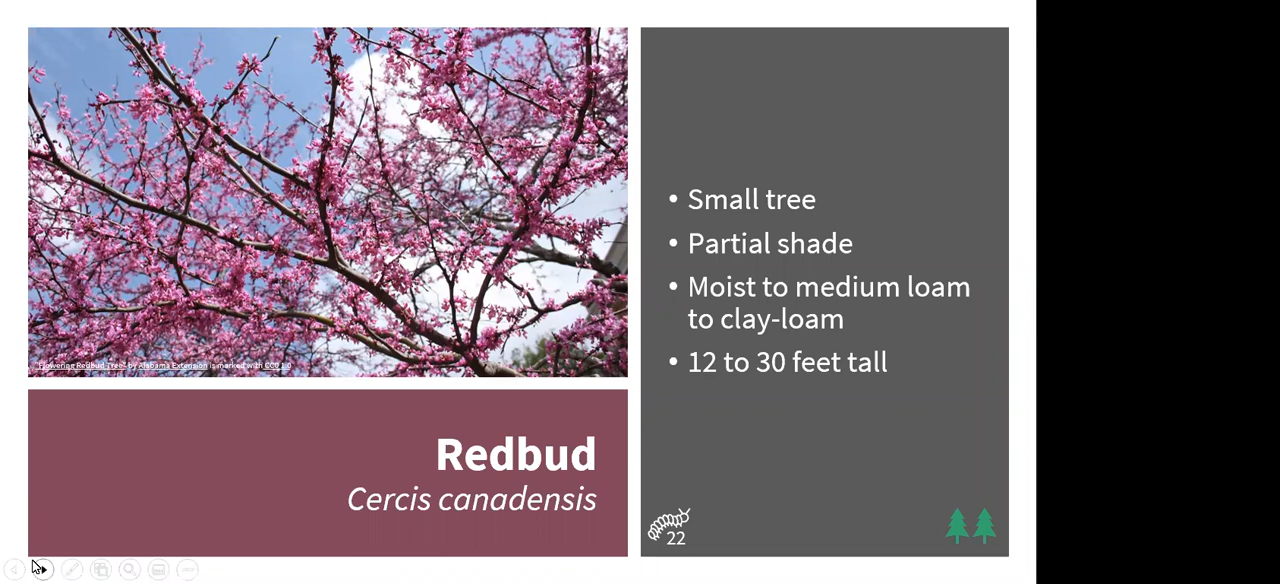 "Flowering Redbud Tree" by Alabama Extension is marked with CC0 1.0
Redbud
Cercis canadensis
• Small tree
• Partial shade
• Moist to medium loam
to clay-loam
• 12 to 30 feet tall
22